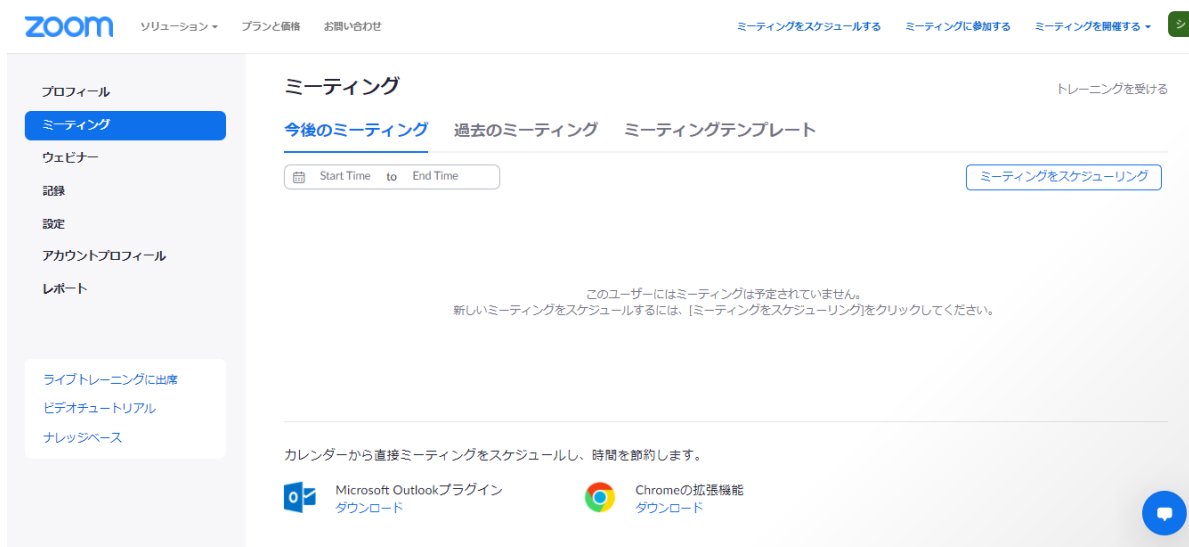 zoom ソリューション プランと価格 お問い合わせ ミーティングをスケジュールする ミーティングに参加する ミーティングを開催する シ
プロフィール
ミーティング
ウェビナー
記録
設定
アカウントプロフィール
レポート
ライブトレーニングに出席
ビデオチュートリアル
ナレッジベース
ミーティング
トレーニングを受ける
今後のミーティング 過去のミーティング ミーティングテンプレート
Start Time to End Time
ミーティングをスケジューリング
このユーザーにはミーティングは予定されていません。
新しいミーティングをスケジュールするには、[ミーティングをスケジューリング]をクリックしてください。
カレンダーから直接ミーティングをスケジュールし、時間を節約します。
Microsoft Outlookプラグイン
ダウンロード
Chromeの拡張機能
ダウンロード